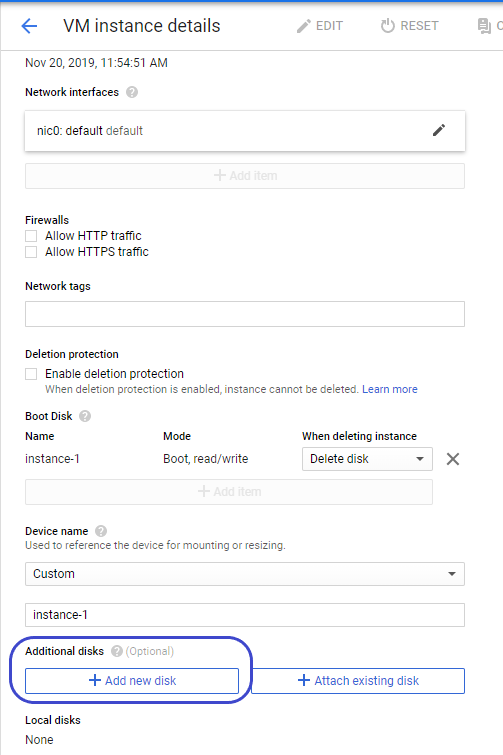 VM instance details EDIT RESET C
Nov 20, 2019, 11:54:51 AM
Network interfaces
nic0: default default
Add item
Firewalls
Allow HTTP traffic
Allow HTTPS traffic
Network tags
Deletion protection
Enable deletion protection
When deletion protection is enabled, instance cannot be deleted. Learn more
Boot Disk
Name Mode When deleting instance
instance-1 Boot, read/write Delete disk
Add item
Device name
Used to reference the device for mounting or resizing.
Custom
instance-1
Additional disks (Optional)
Add new disk Attach existing disk
Local disks
None